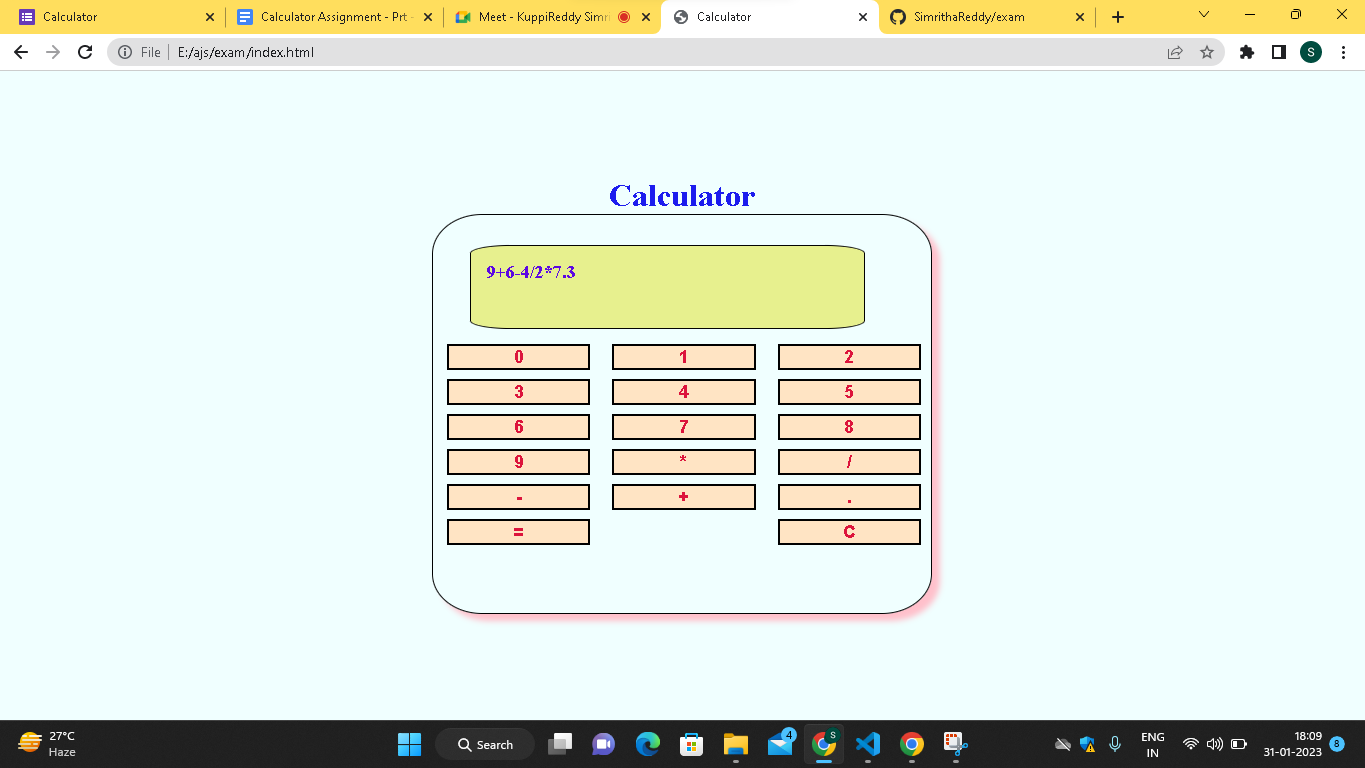 Calculator
Calculator Assignment - Prt -
Meet - KuppiReddy Simri
Calculator
SimrithaReddy/exam
File
E:/ajs/exam/index.html
S
Calculator
9+6-4/2*7.3
0 1 2
3 4 5
6 7 8
9 * /
- + .
= C
27°C
Haze
Search
4
S
ENG
IN
18:09
31-01-2023
8